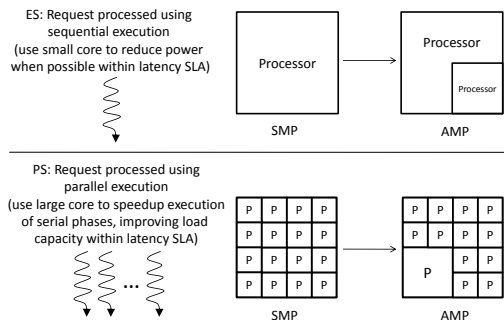 ES: Request processed using
sequential execution
(use small core to reduce power
when possible within latency SLA)
Processor
Processor
Processor
SMP
AMP
PS: Request processed using
parallel execution
(use large core to speedup execution
of serial phases, improving load
capacity within latency SLA)
...
P P P P
P P P P
P P P P
P P P P
SMP
P P P P
P P P P
P P P
P P
AMP